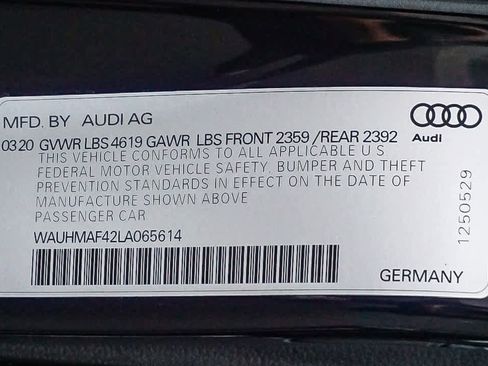 MFD. BY AUDI AG
0320 GVWR LBS 4619 GAWR LBS FRONT 2359 / REAR 2392
THIS VEHICLE CONFORMS TO ALL APPLICABLE U S
FEDERAL MOTOR VEHICLE SAFETY, BUMPER AND THEFT
PREVENTION STANDARDS IN EFFECT ON THE DATE OF
MANUFACTURE SHOWN ABOVE
PASSENGER CAR
WAUHMAF42LA065614
Audi
1250529
GERMANY